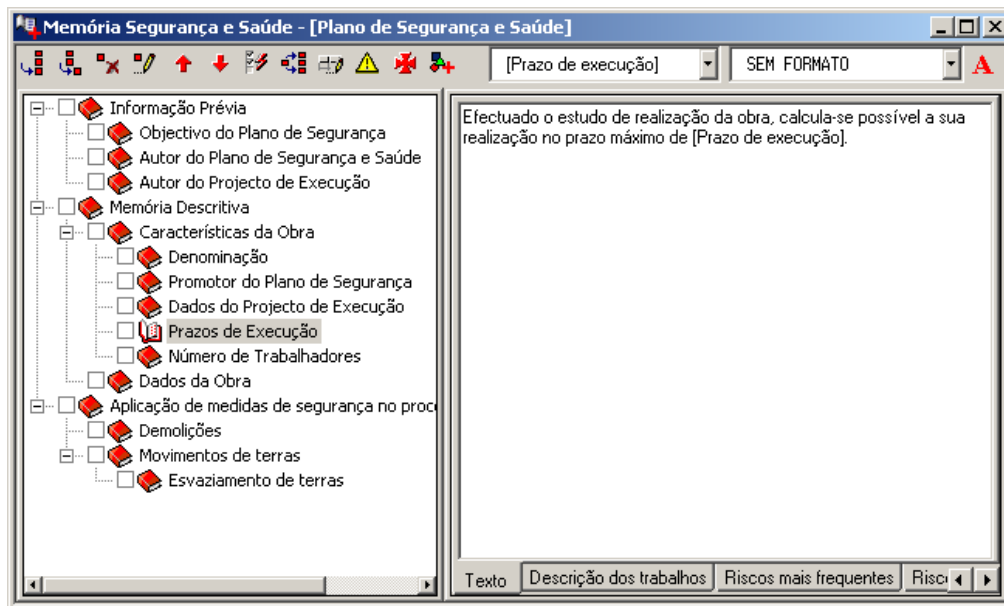 Memória Segurança e Saúde - [Plano de Segurança e Saúde]
[Prazo de execução]
SEM FORMATO
A
Informação Prévia
Objectivo do Plano de Segurança
Autor do Plano de Segurança e Saúde
Autor do Projecto de Execução
Memória Descritiva
Características da Obra
Denominação
Promotor do Plano de Segurança
Dados do Projecto de Execução
Prazos de Execução
Número de Trabalhadores
Dados da Obra
Aplicação de medidas de segurança no
Demolições
Movimentos de terras
Esvaziamento de terras
Efectuado o estudo de realização da obra, calcula-se possível a sua
realização no prazo máximo de [Prazo de execução].
Texto
Descrição dos trabalhos
Riscos mais frequentes